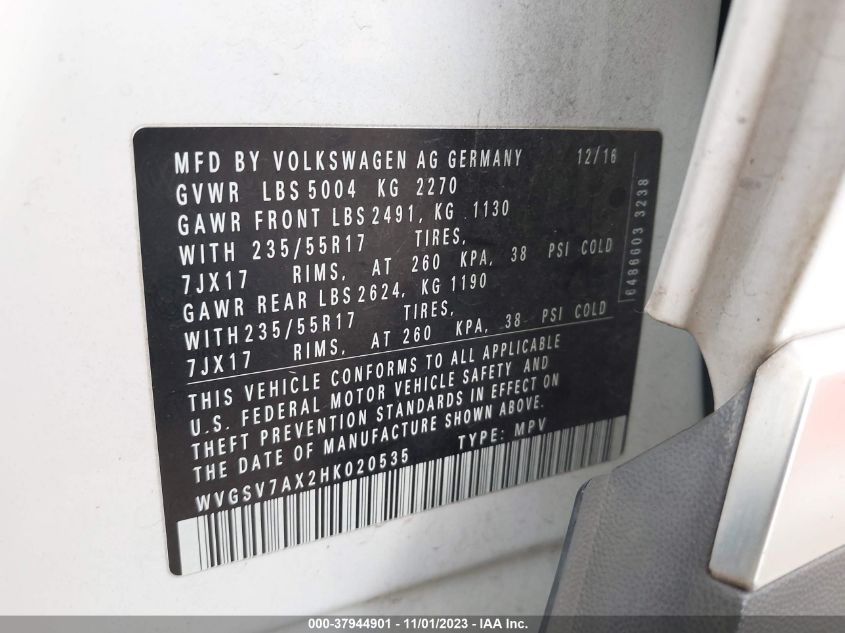 MFD BY VOLKSWAGEN AG GERMANY 12/16
GVWR LBS 5004 KG 2270
GAWR FRONT LBS 2491, KG 1130
WITH 235/55R17 TIRES,
7JX17 RIMS, AT 260 KPA, 38 PSI COLD
GAWR REAR LBS 2624, KG 1190
WITH 235/55R17 TIRES,
7JX17 RIMS, AT 260 KPA, 38 PSI COLD
THIS VEHICLE CONFORMS TO ALL APPLICABLE
U.S. FEDERAL MOTOR VEHICLE SAFETY AND
THEFT PREVENTION STANDARDS IN EFFECT ON
THE DATE OF MANUFACTURE SHOWN ABOVE.
WVGSV7AX2HK020535 TYPE: MPV
6486603 3238
000-37944901 - 11/01/2023 - IAA Inc.